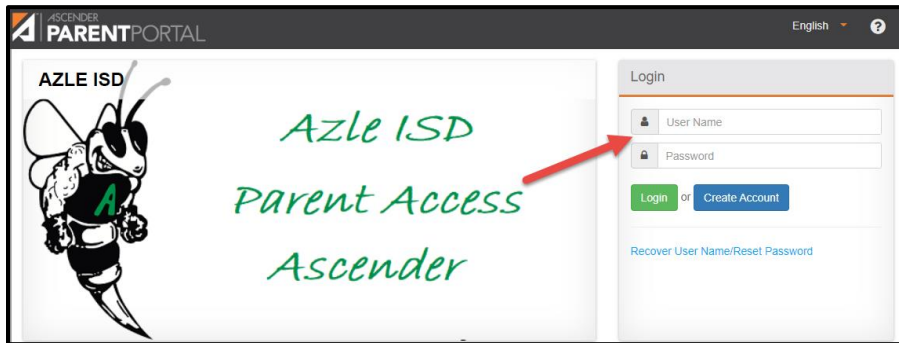 ASCENDER
PARENTPORTAL
English
?
AZLE ISD
A
Azle ISD
Parent Access
Ascender
Login
User Name
Password
Login or Create Account
Recover User Name/Reset Password